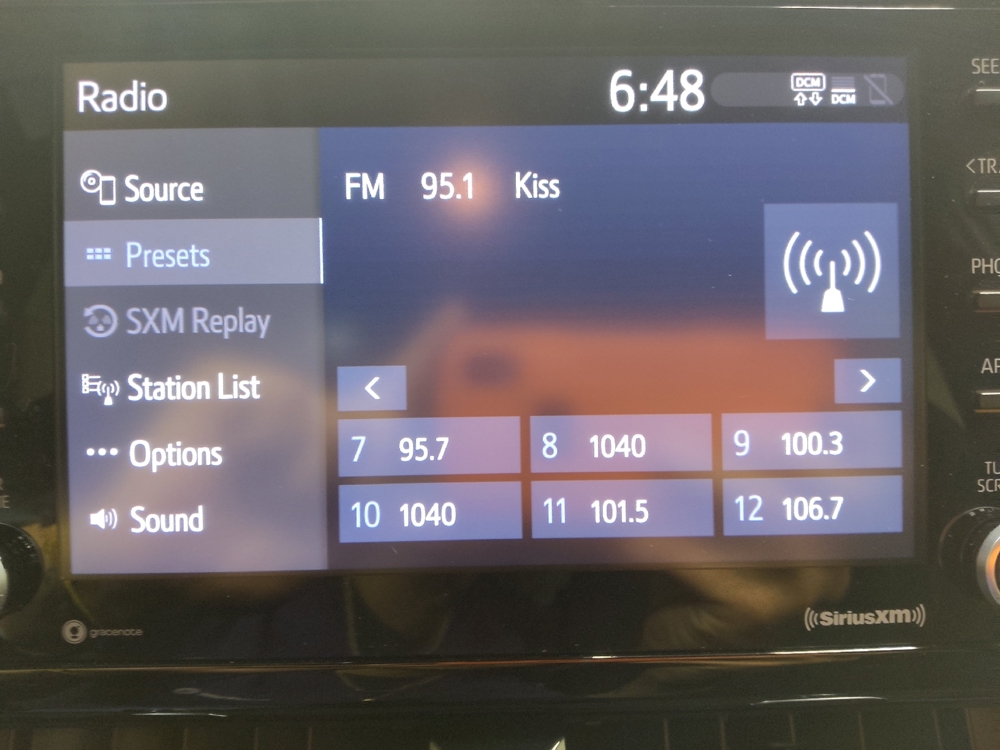 Radio 6:48 DCM DCM
Source
Presets
SXM Replay
Station List
Options
Sound
FM 95.1 Kiss
< >
7 95.7 8 1040 9 100.3
10 1040 11 101.5 12 106.7
gracenote
SiriusXM
SEE
<TR
PHO
AP
TU
SCR